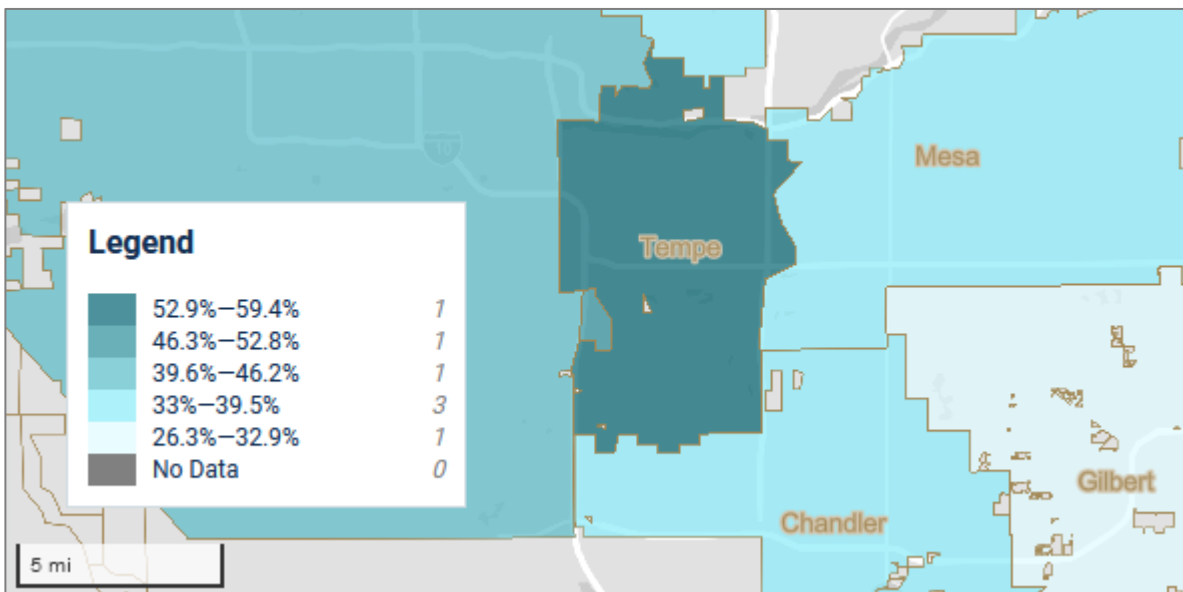 Mesa
Tempe
Legend
52.9%—59.4% 1
46.3%—52.8% 1
39.6%—46.2% 1
33%—39.5% 3
26.3%—32.9% 1
No Data 0
Gilbert
Chandler
5 mi